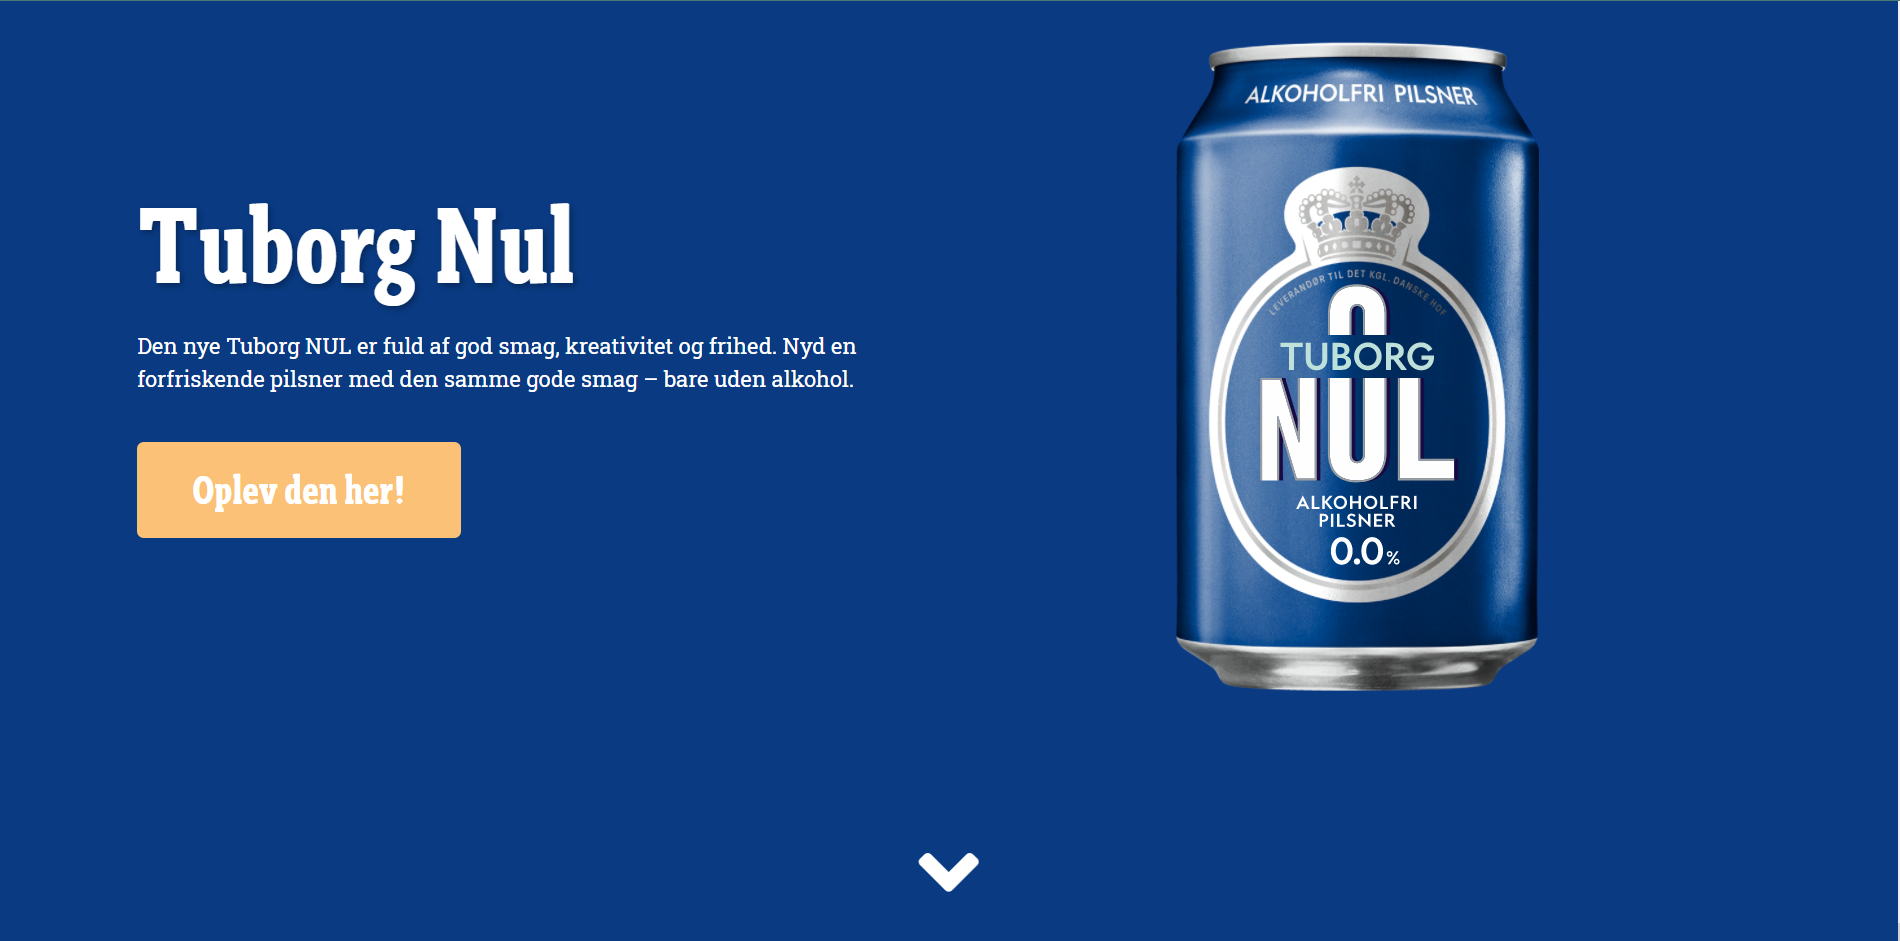 Tuborg Nul
Den nye Tuborg NUL er fuld af god smag, kreativitet og frihed. Nyd en
forfriskende pilsner med den samme gode smag – bare uden alkohol.
Oplev den her!
ALKOHOLFRI PILSNER
LEVERANDØR TIL DET KGL. DANSKE HOF
0
TUBORG
NUL
ALKOHOLFRI
PILSNER
0.0%